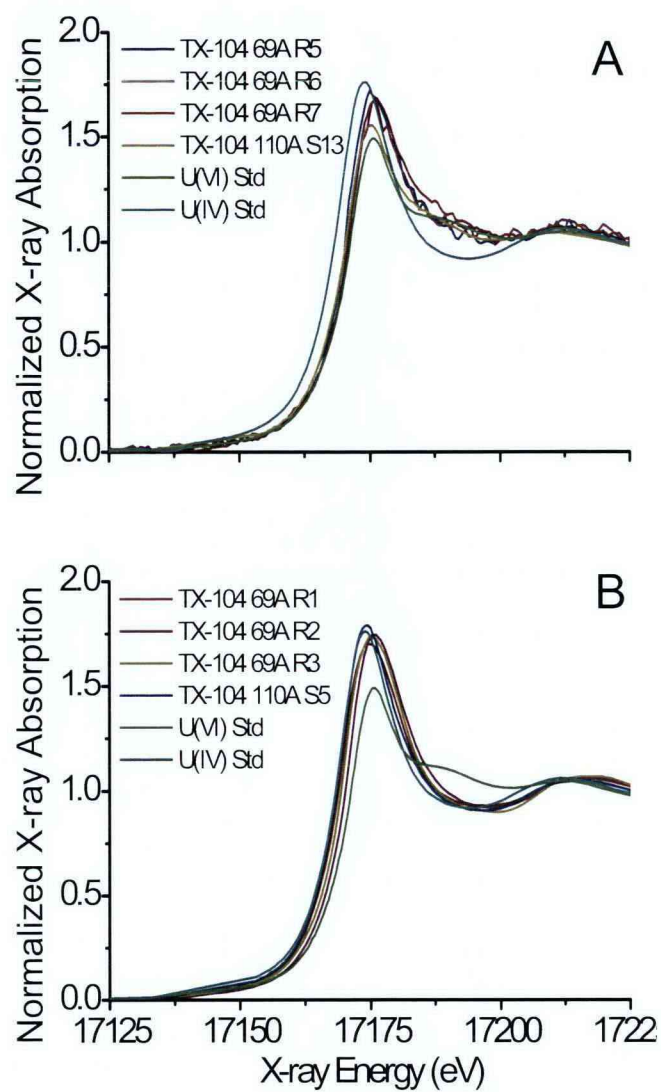 A
Normalized X-ray Absorption
2.0
1.5
1.0
0.5
0.0
TX-104 69A R5
TX-104 69A R6
TX-104 69A R7
TX-104 110A S13
U(VI) Std
U(IV) Std
B
Normalized X-ray Absorption
2.0
1.5
1.0
0.5
0.0
TX-104 69A R1
TX-104 69A R2
TX-104 69A R3
TX-104 110A S5
U(VI) Std
U(IV) Std
17125 17150 17175 17200 1722
X-ray Energy (eV)